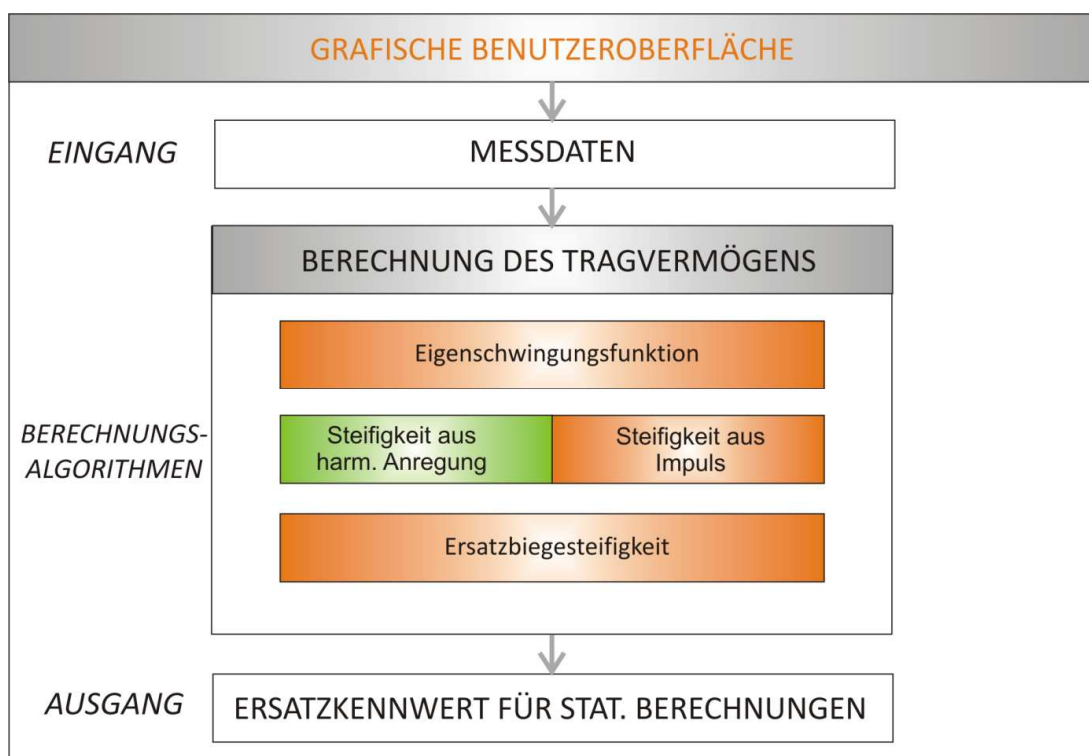 GRAFISCHE BENUTZEROBERFLÄCHE
EINGANG
MESSDATEN
BERECHNUNG DES TRAGVERMÖGENS
Eigenschwingungsfunktion
BERECHNUNGS-
ALGORITHMEN
Steifigkeit aus
harm. Anregung
Steifigkeit aus
Impuls
Ersatzbiegesteifigkeit
AUSGANG
ERSATZKENNWERT FÜR STAT. BERECHNUNGEN